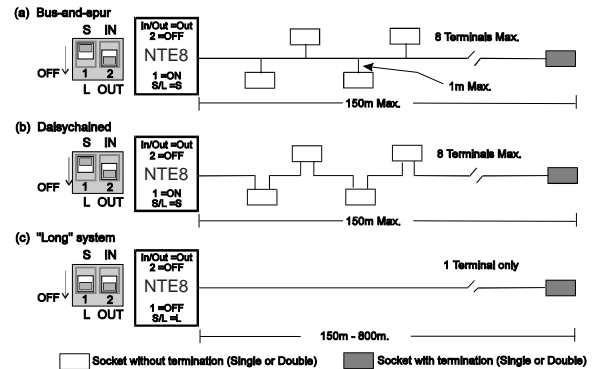 (a) Bus-and-spur
S IN
OFF
1 2
L OUT
In/Out =Out
2 =OFF
NTE8
1 =ON
S/L =S
8 Terminals Max.
1m Max.
150m Max.
(b) Daisychained
S IN
OFF
1 2
L OUT
In/Out =Out
2 =OFF
NTE8
1 =ON
S/L =S
8 Terminals Max.
150m Max.
(c) "Long" system
S IN
OFF
1 2
L OUT
In/Out =Out
2 =OFF
NTE8
1 =OFF
S/L =L
1 Terminal only
150m - 800m.
Socket without termination (Single or Double)
Socket with termination (Single or Double)